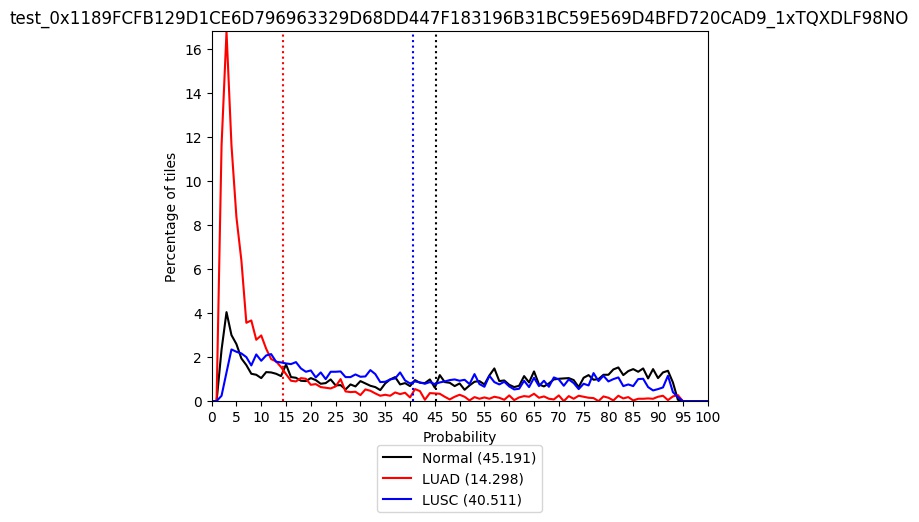 test_0x1189FCFB129D1CE6D796963329D68DD447F183196B31BC59E569D4BFD720CAD9_1xTQXDLF98NO
16
14
12
10
8
6
4
2
0
Percentage of tiles
0 5 10 15 20 25 30 35 40 45 50 55 60 65 70 75 80 85 90 95 100
Probability
Normal (45.191)
LUAD (14.298)
LUSC (40.511)